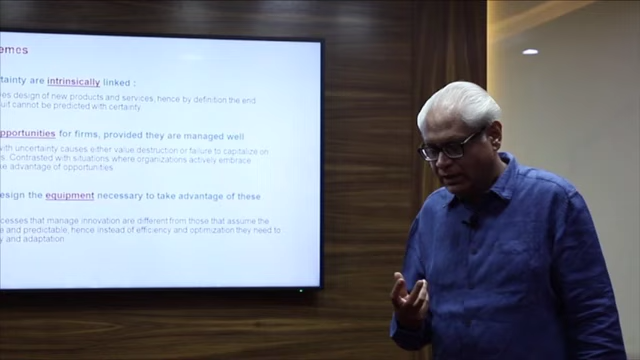 emes
tainty are intrinsically linked :
es design of new products and services, hence by definition the end
uit cannot be predicted with certainty.
pportunities for firms, provided they are managed well
with uncertainty causes either value destruction or failure to capitalize on
s. Contrasted with situations where organizations actively embrace
e advantage of opportunities
esign the equipment necessary to take advantage of these
cesses that manage innovation are different from those that assume the
e and predictable, hence instead of efficiency and optimization they need to
y and adaptation